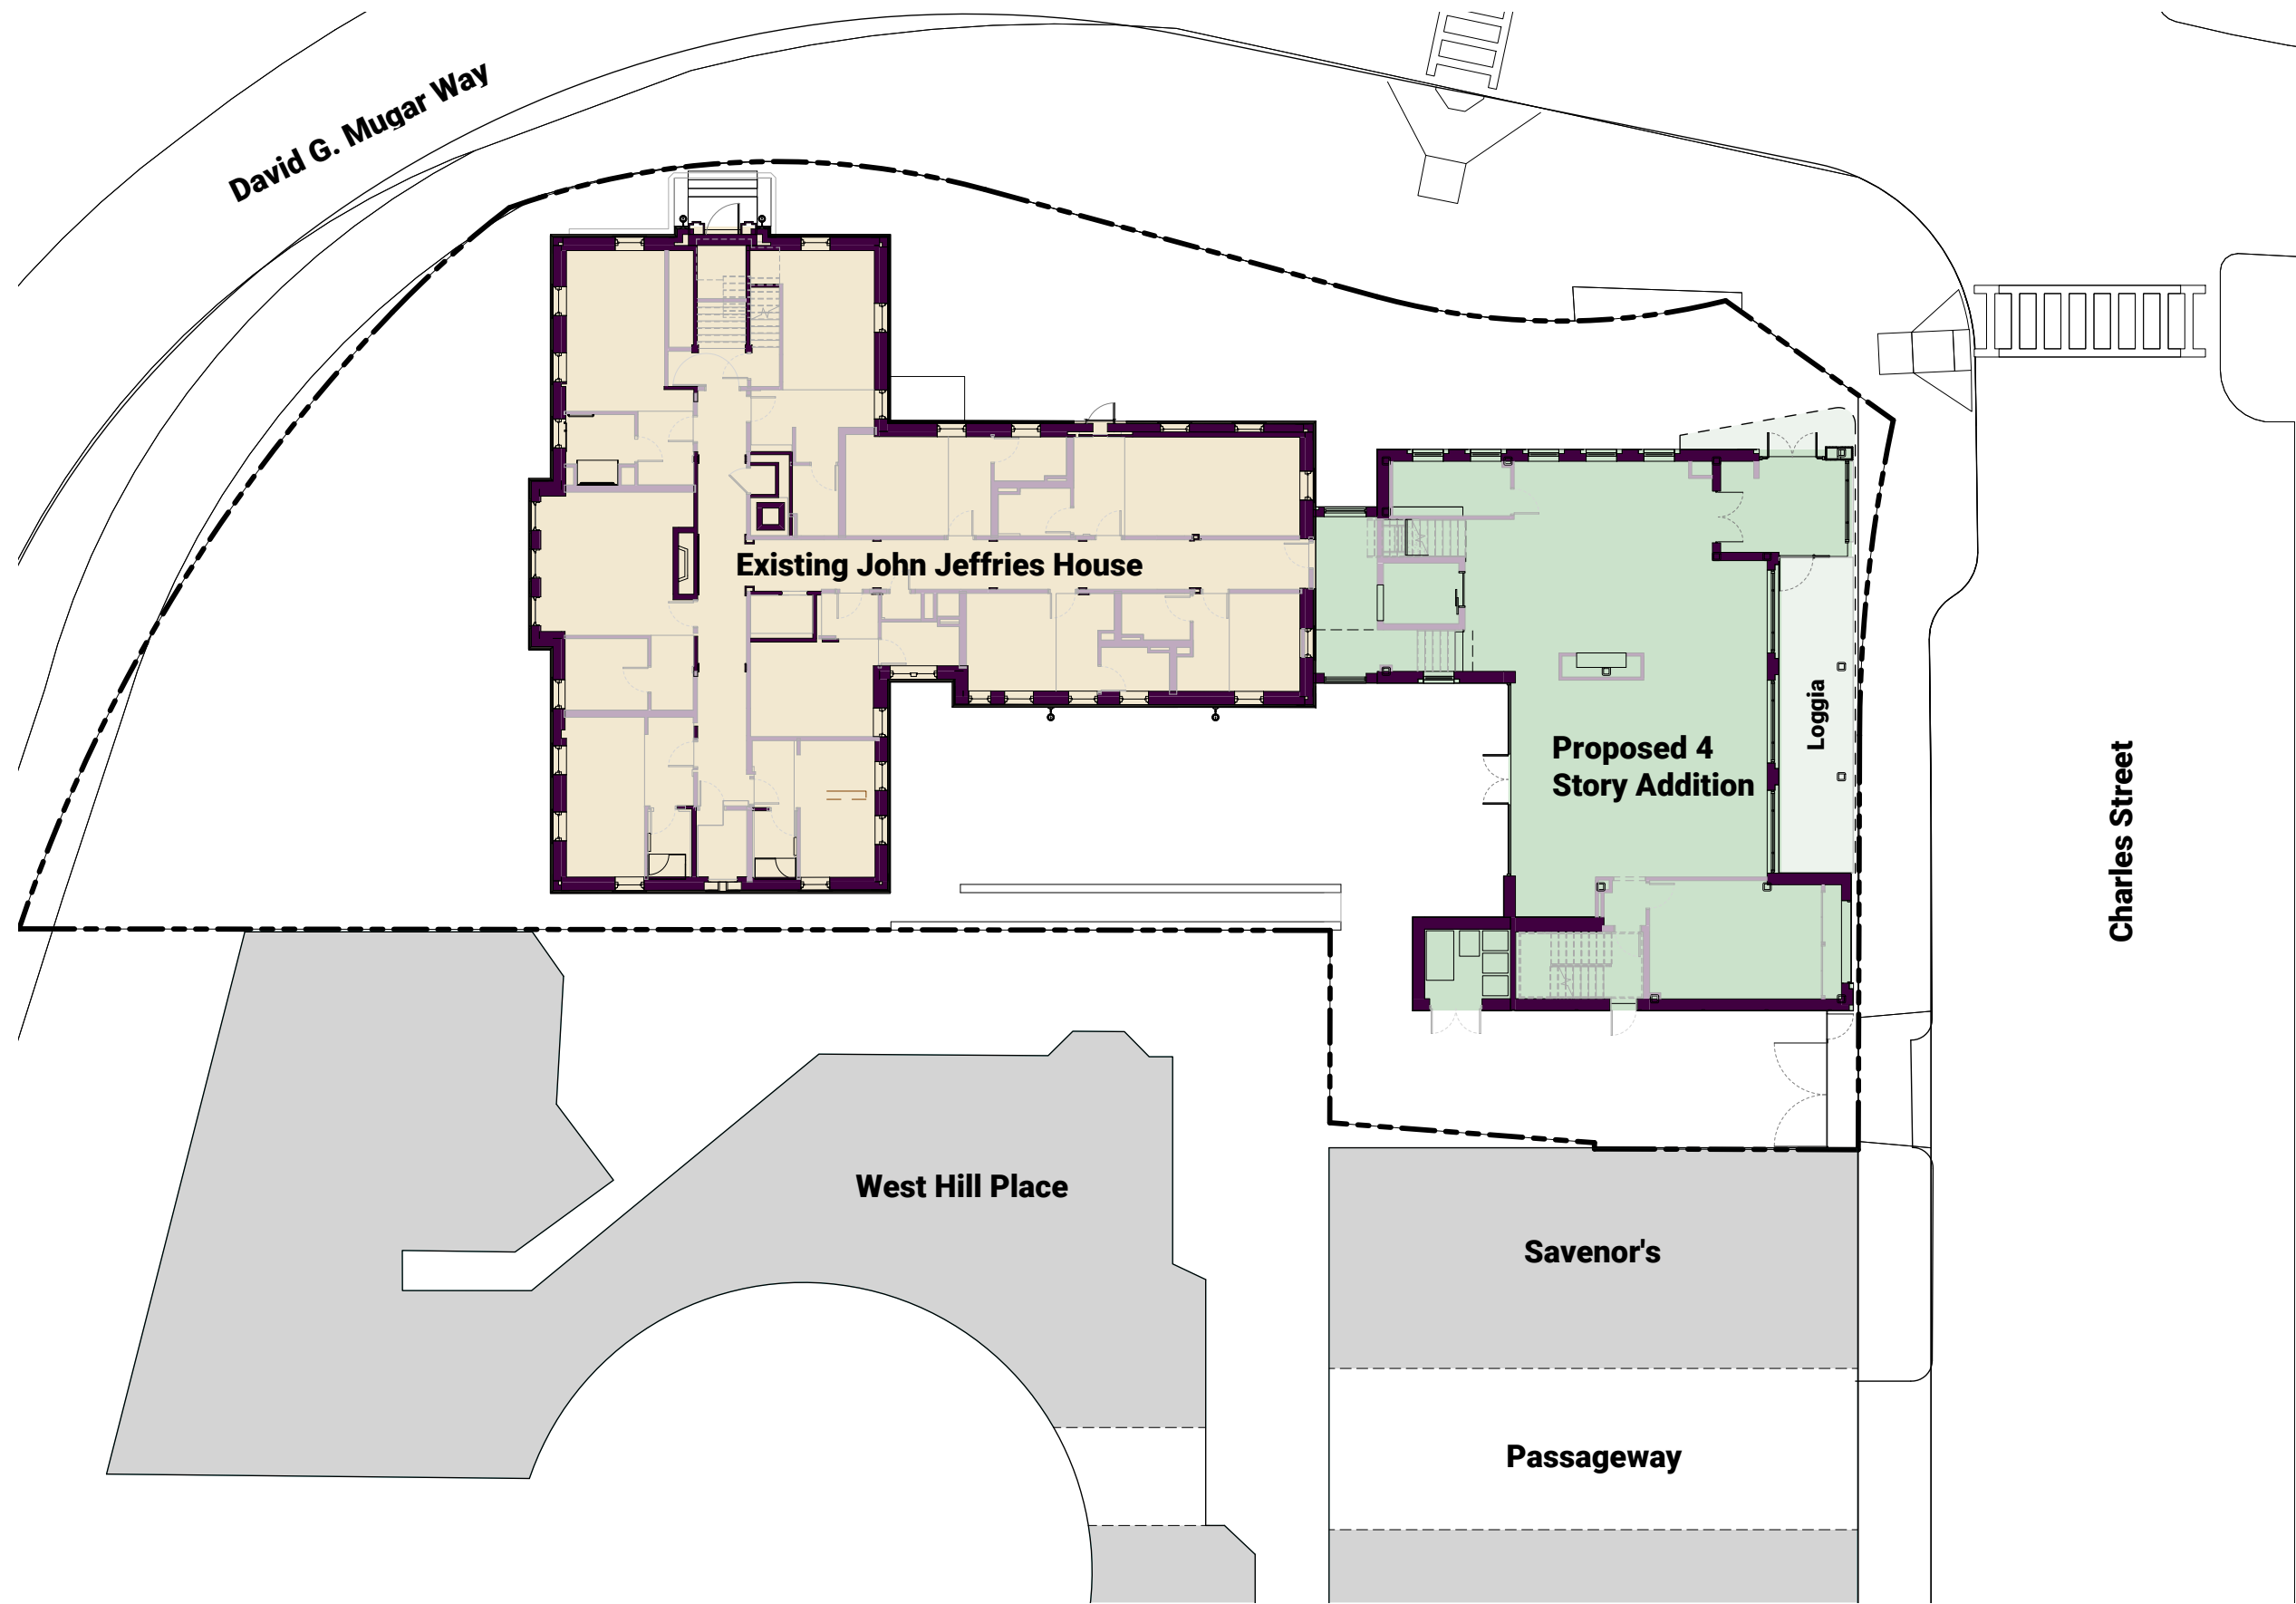 David G. Mugar Way
Existing John Jeffries House
Loggia
Proposed 4
Story Addition
Charles Street
West Hill Place
Savenor's
Passageway